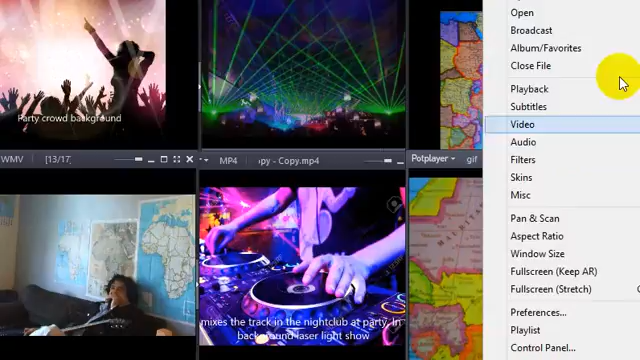 Party crowd background
WMV
[13/17]
MP4
py - Copy.mp4
Potplayer
gif
mixes the track in the nightclub at party. In
background laser light show
Open
Broadcast
Album/Favorites
Close File
Playback
Subtitles
Video
Audio
Filters
Skins
Misc
Pan & Scan
Aspect Ratio
Window Size
Fullscreen (Keep AR)
Fullscreen (Stretch)
Preferences...
Playlist
Control Panel...